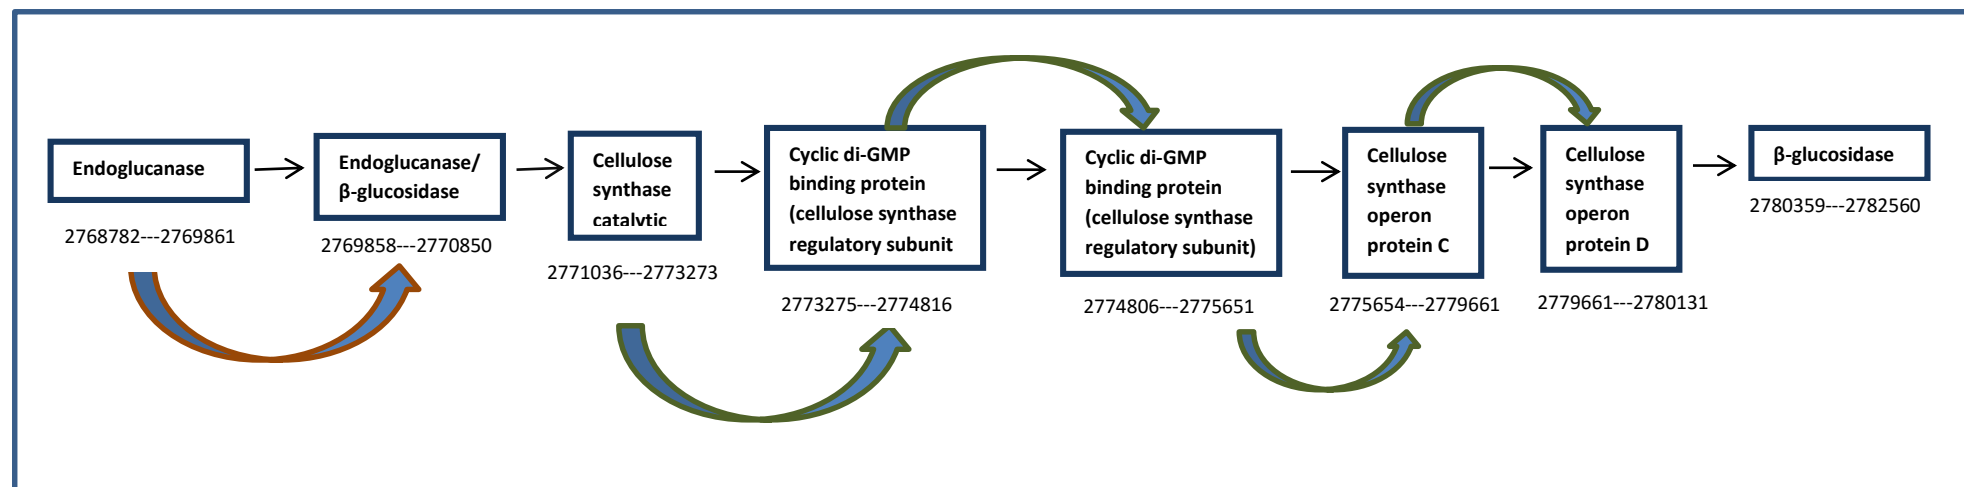 Endoglucanase
2768782---2769861
Endoglucanase/
β-glucosidase
2769858---2770850
Cellulose
synthase
catalytic
2771036---2773273
Cyclic di-GMP
binding protein
(cellulose synthase
regulatory subunit
2773275---2774816
Cyclic di-GMP
binding protein
(cellulose synthase
regulatory subunit)
2774806---2775651
Cellulose
synthase
operon
protein C
2775654---2779661
Cellulose
synthase
operon
protein D
2779661---2780131
β-glucosidase
2780359---2782560